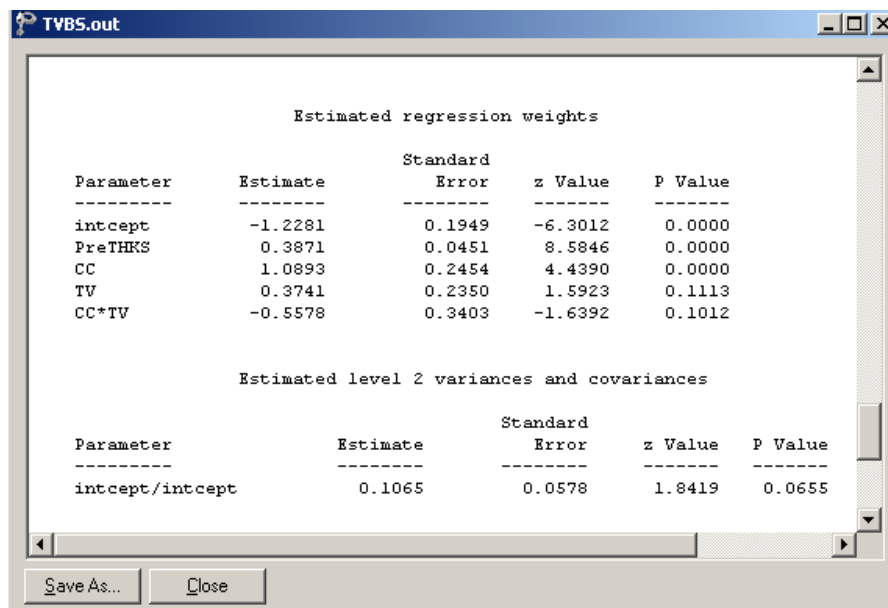 TVBS.out
Estimated regression weights
Standard
Parameter Estimate Error z Value P Value
--------- -------- -------- ------- -------
intcept -1.2281 0.1949 -6.3012 0.0000
PreTHKS 0.3871 0.0451 8.5846 0.0000
CC 1.0893 0.2454 4.4390 0.0000
TV 0.3741 0.2350 1.5923 0.1113
CC*TV -0.5578 0.3403 -1.6392 0.1012
Estimated level 2 variances and covariances
Standard
Parameter Estimate Error z Value P Value
--------- -------- -------- ------- -------
intcept/intcept 0.1065 0.0578 1.8419 0.0655
Save As... Close